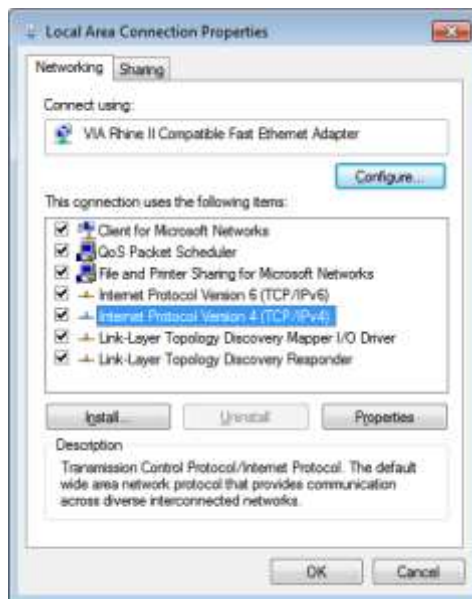 Local Area Connection Properties
Networking
Sharing
Connect using:
VIA Rhine II Compatible Fast Ethernet Adapter
Configure...
This connection uses the following items:
Client for Microsoft Networks
QoS Packet Scheduler
File and Printer Sharing for Microsoft Networks
Internet Protocol Version 6 (TCP/IPv6)
Internet Protocol Version 4 (TCP/IPv4)
Link-Layer Topology Discovery Mapper I/O Driver
Link-Layer Topology Discovery Responder
Install...
Uninstall
Properties
Description
Transmission Control Protocol/Internet Protocol. The default
wide area network protocol that provides communication
across diverse interconnected networks.
OK
Cancel